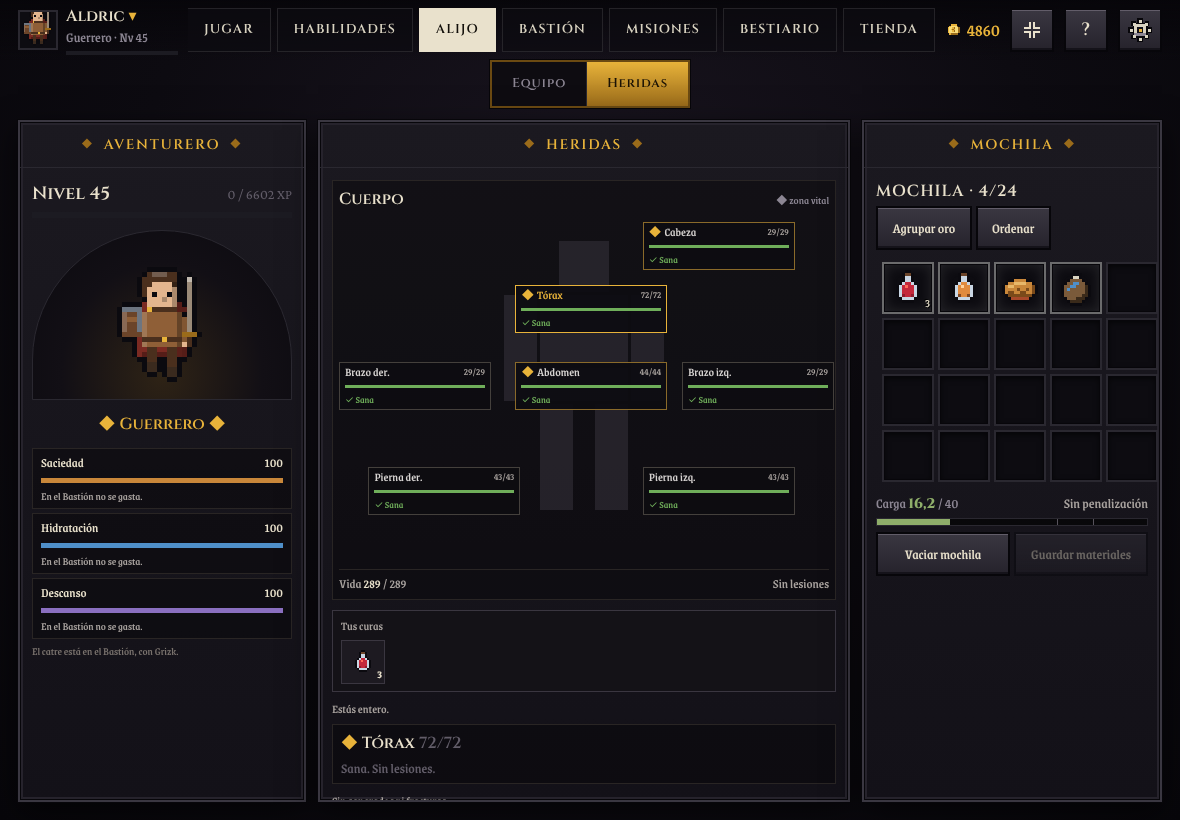 ALDRIC ▼
Guerrero · Nv 45
JUGAR
HABILIDADES
ALIJO
BASTIÓN
MISIONES
BESTIARIO
TIENDA
4860
?
EQUIPO
HERIDAS
AVENTURERO
NIVEL 45
0 / 6602 XP
GUERRERO
Saciedad 100
En el Bastión no se gasta.
Hidratación 100
En el Bastión no se gasta.
Descanso 100
En el Bastión no se gasta.
El catre está en el Bastión, con Grizk.
HERIDAS
CUERPO
zona vital
Cabeza 29/29
✓ Sana
Tórax 72/72
✓ Sana
Brazo der. 29/29
✓ Sana
Abdomen 44/44
✓ Sana
Brazo izq. 29/29
✓ Sana
Pierna der. 43/43
✓ Sana
Pierna izq. 43/43
✓ Sana
Vida 289 / 289
Sin lesiones
Tus curas
3
Estás entero.
TÓRAX 72/72
Sana. Sin lesiones.
MOCHILA
MOCHILA · 4/24
Agrupar oro
Ordenar
3
Carga 16,2 / 40
Sin penalización
Vaciar mochila
Guardar materiales